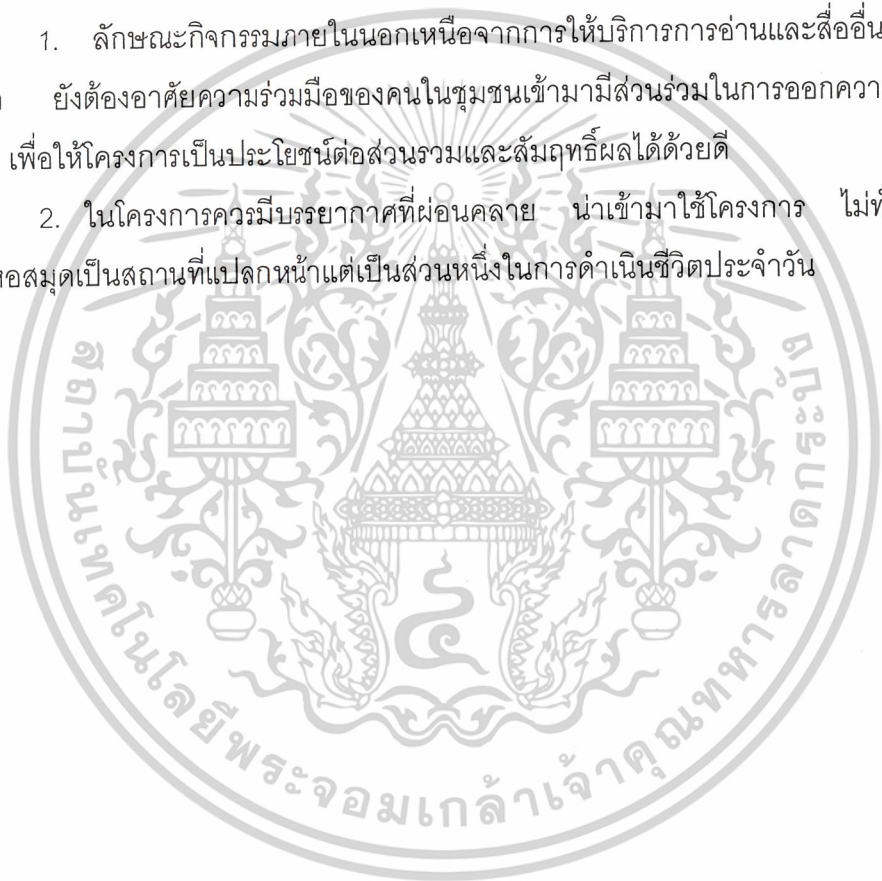 1. ลักษณะกิจกรรมภายในนอกเหนือจากการให้บริการการอ่านและสื่ออื่น
ยังต้องอาศัยความร่วมมือของคนในชุมชนเข้ามามีส่วนร่วมในการออกความ
เพื่อให้โครงการเป็นประโยชน์ต่อส่วนรวมและสัมฤทธิ์ผลได้ด้วยดี
2. ในโครงการควรมีบรรยากาศที่ผ่อนคลาย น่าเข้ามาใช้โครงการ ไม่ทำ
หอสมุดเป็นสถานที่แปลกหน้าแต่เป็นส่วนหนึ่งในการดำเนินชีวิตประจำวัน
สถาบันเทคโนโลยีพระจอมเกล้าเจ้าคุณทหารลาดกระบัง